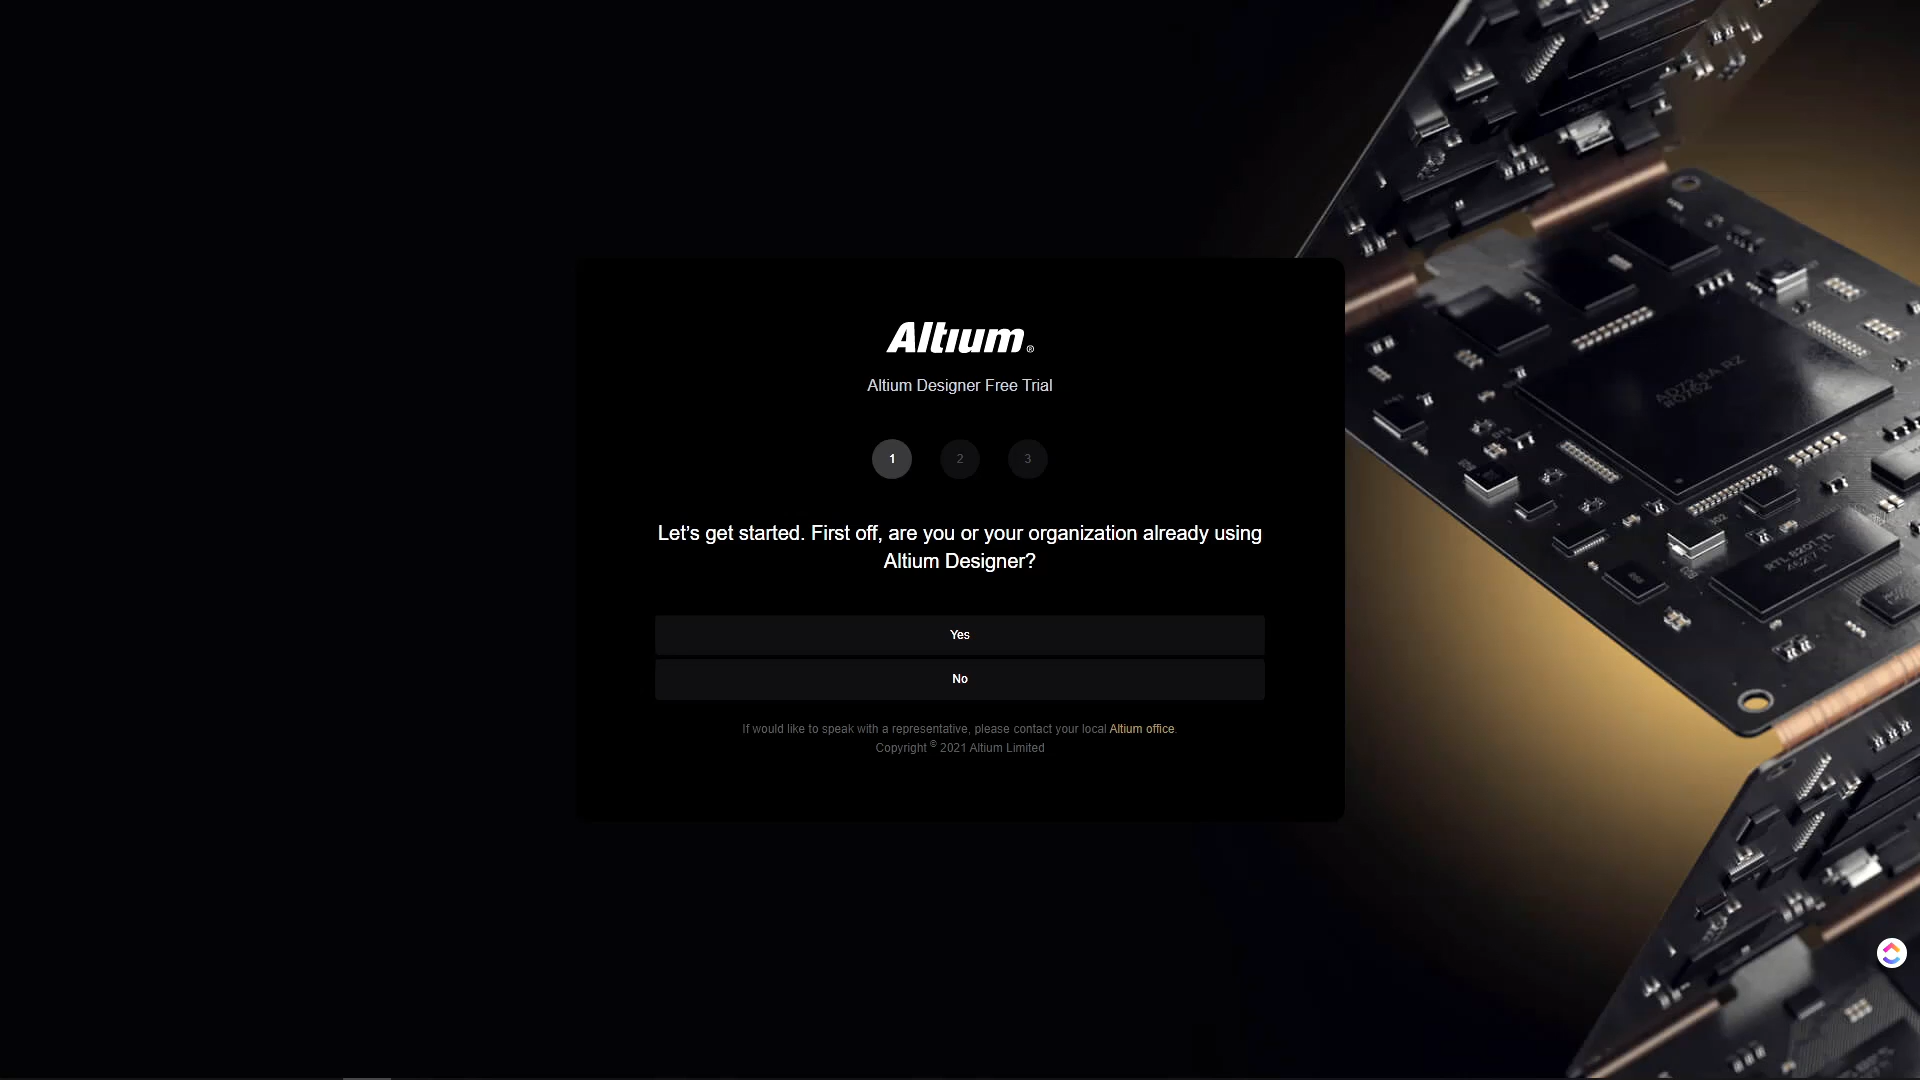 Altium®
Altium Designer Free Trial
1 2 3
Let’s get started. First off, are you or your organization already using
Altium Designer?
Yes
No
If would like to speak with a representative, please contact your local Altium office.
Copyright © 2021 Altium Limited
RTL8201TL